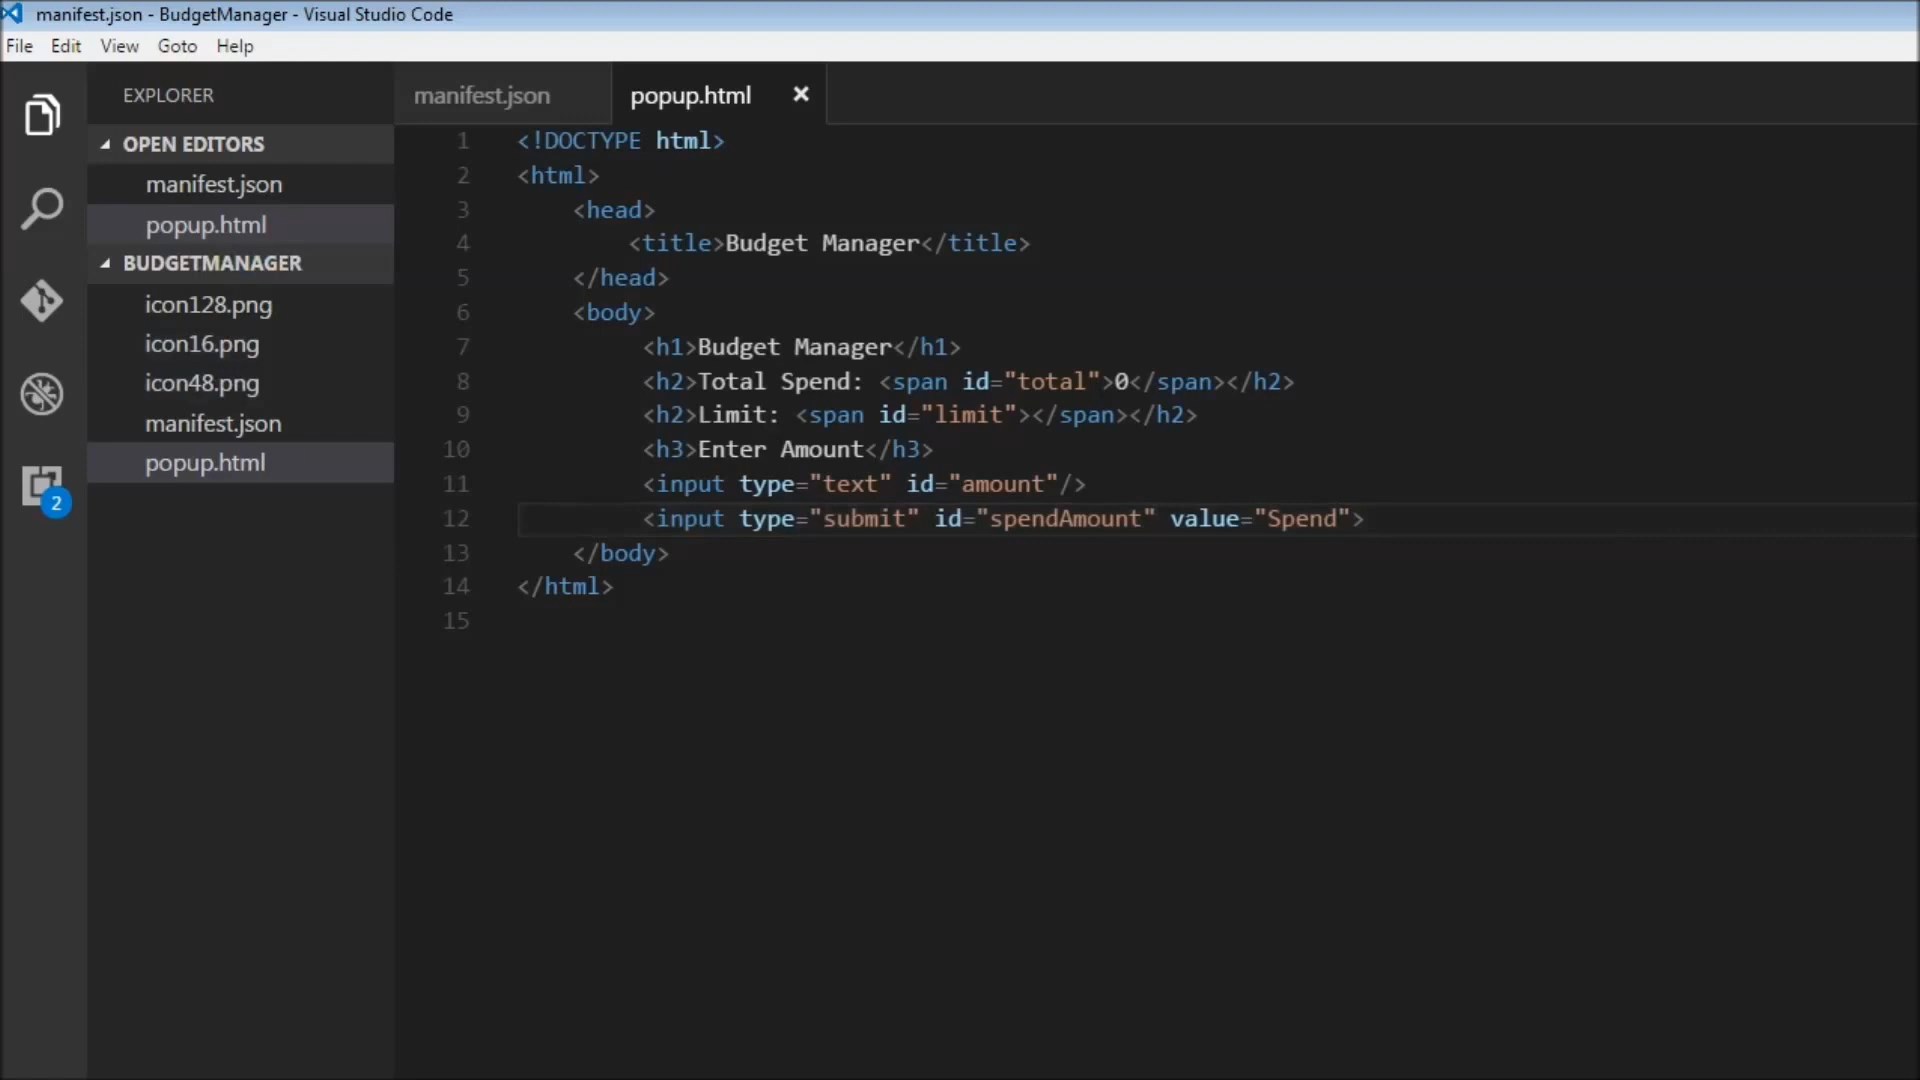 manifest.json - BudgetManager - Visual Studio Code
File Edit View Goto Help
EXPLORER
OPEN EDITORS
manifest.json
popup.html
BUDGETMANAGER
icon128.png
icon16.png
icon48.png
manifest.json
popup.html
2
manifest.json popup.html
1 <!DOCTYPE html>
2 <html>
3 <head>
4 <title>Budget Manager</title>
5 </head>
6 <body>
7 <h1>Budget Manager</h1>
8 <h2>Total Spend: <span id="total">0</span></h2>
9 <h2>Limit: <span id="limit"></span></h2>
10 <h3>Enter Amount</h3>
11 <input type="text" id="amount"/>
12 <input type="submit" id="spendAmount" value="Spend">
13 </body>
14 </html>
15